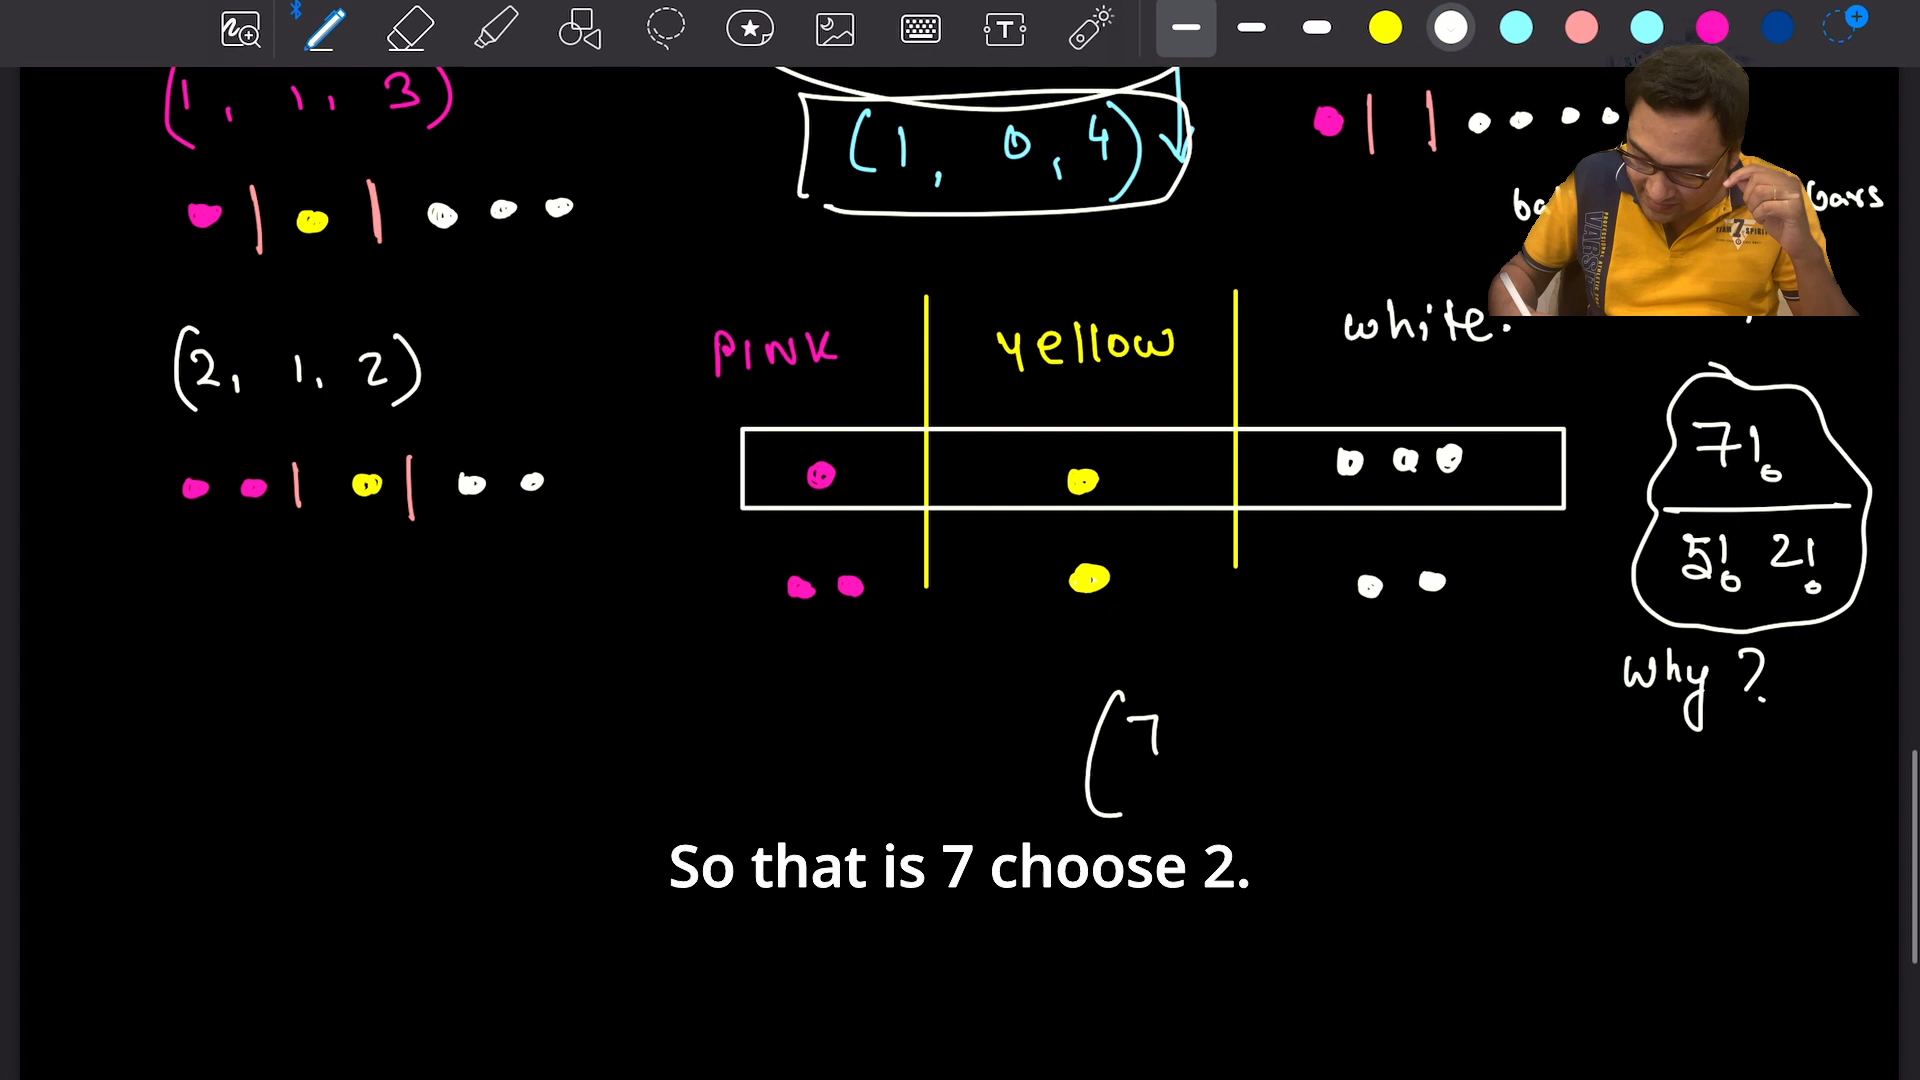 (1, 1, 3)
(1, 0, 4)
bars
(2, 1, 2)
PINK
yellow
white.
7!
5! 2!
Why ?
(7
So that is 7 choose 2.